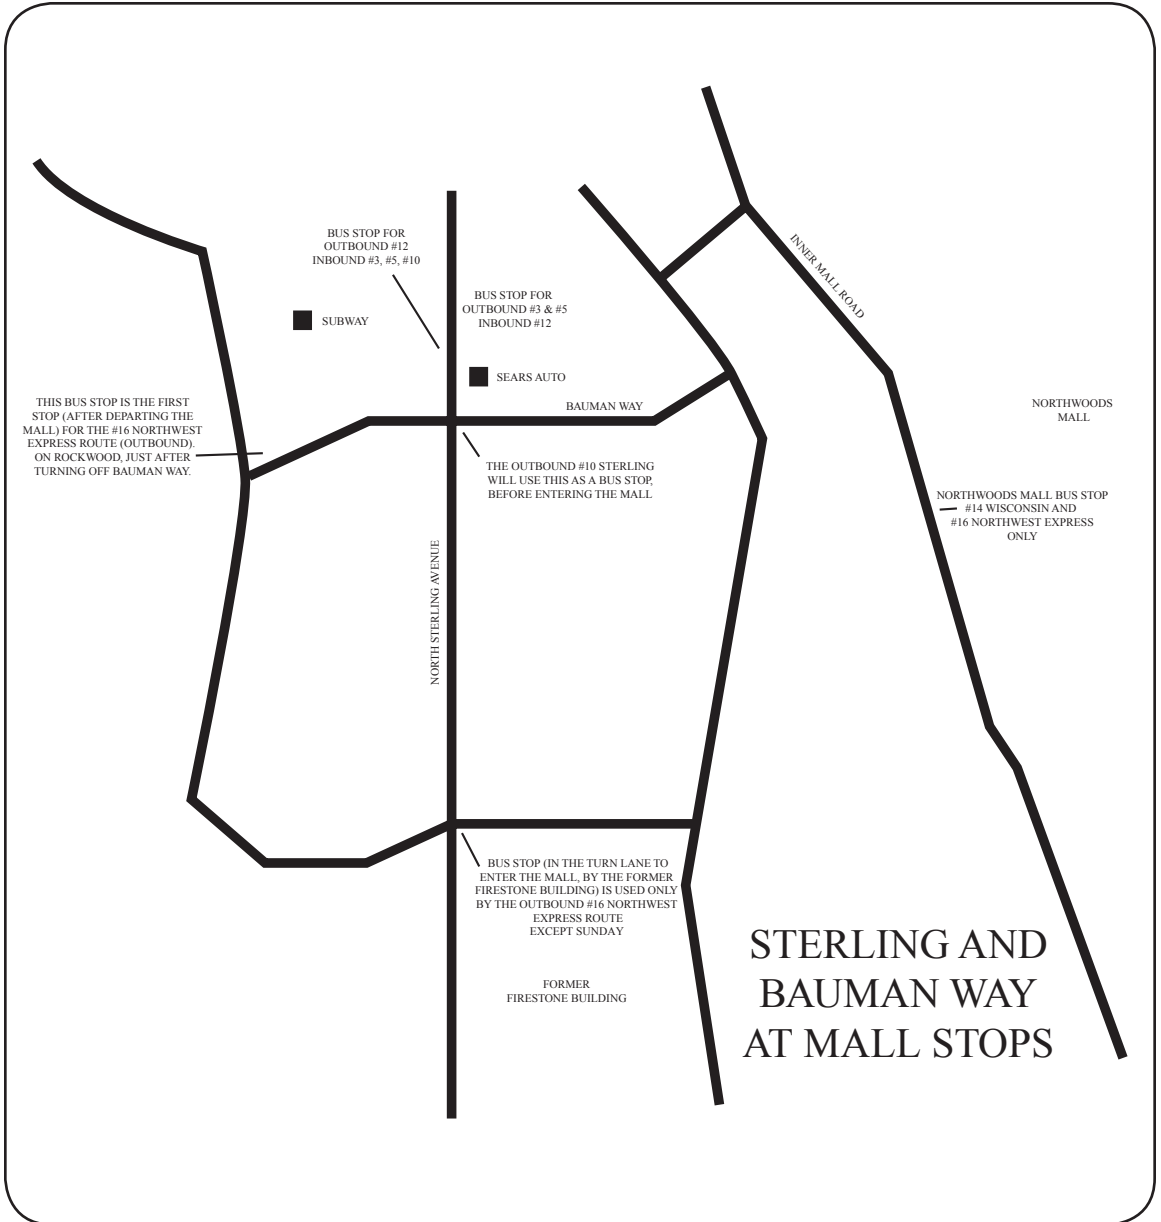 BUS STOP FOR
OUTBOUND #12
INBOUND #3, #5, #10
INNER MALL ROAD
BUS STOP FOR
OUTBOUND #3 & #5
INBOUND #12
SUBWAY
SEARS AUTO
THIS BUS STOP IS THE FIRST
STOP (AFTER DEPARTING THE
MALL) FOR THE #16 NORTHWEST
EXPRESS ROUTE (OUTBOUND).
ON ROCKWOOD, JUST AFTER
TURNING OFF BAUMAN WAY.
BAUMAN WAY
NORTHWOODS
MALL
THE OUTBOUND #10 STERLING
WILL USE THIS AS A BUS STOP,
BEFORE ENTERING THE MALL
NORTHWOODS MALL BUS STOP
#14 WISCONSIN AND
#16 NORTHWEST EXPRESS
ONLY
NORTH STERLING AVENUE
BUS STOP (IN THE TURN LANE TO
ENTER THE MALL, BY THE FORMER
FIRESTONE BUILDING) IS USED ONLY
BY THE OUTBOUND #16 NORTHWEST
EXPRESS ROUTE
EXCEPT SUNDAY
FORMER
FIRESTONE BUILDING
STERLING AND
BAUMAN WAY
AT MALL STOPS